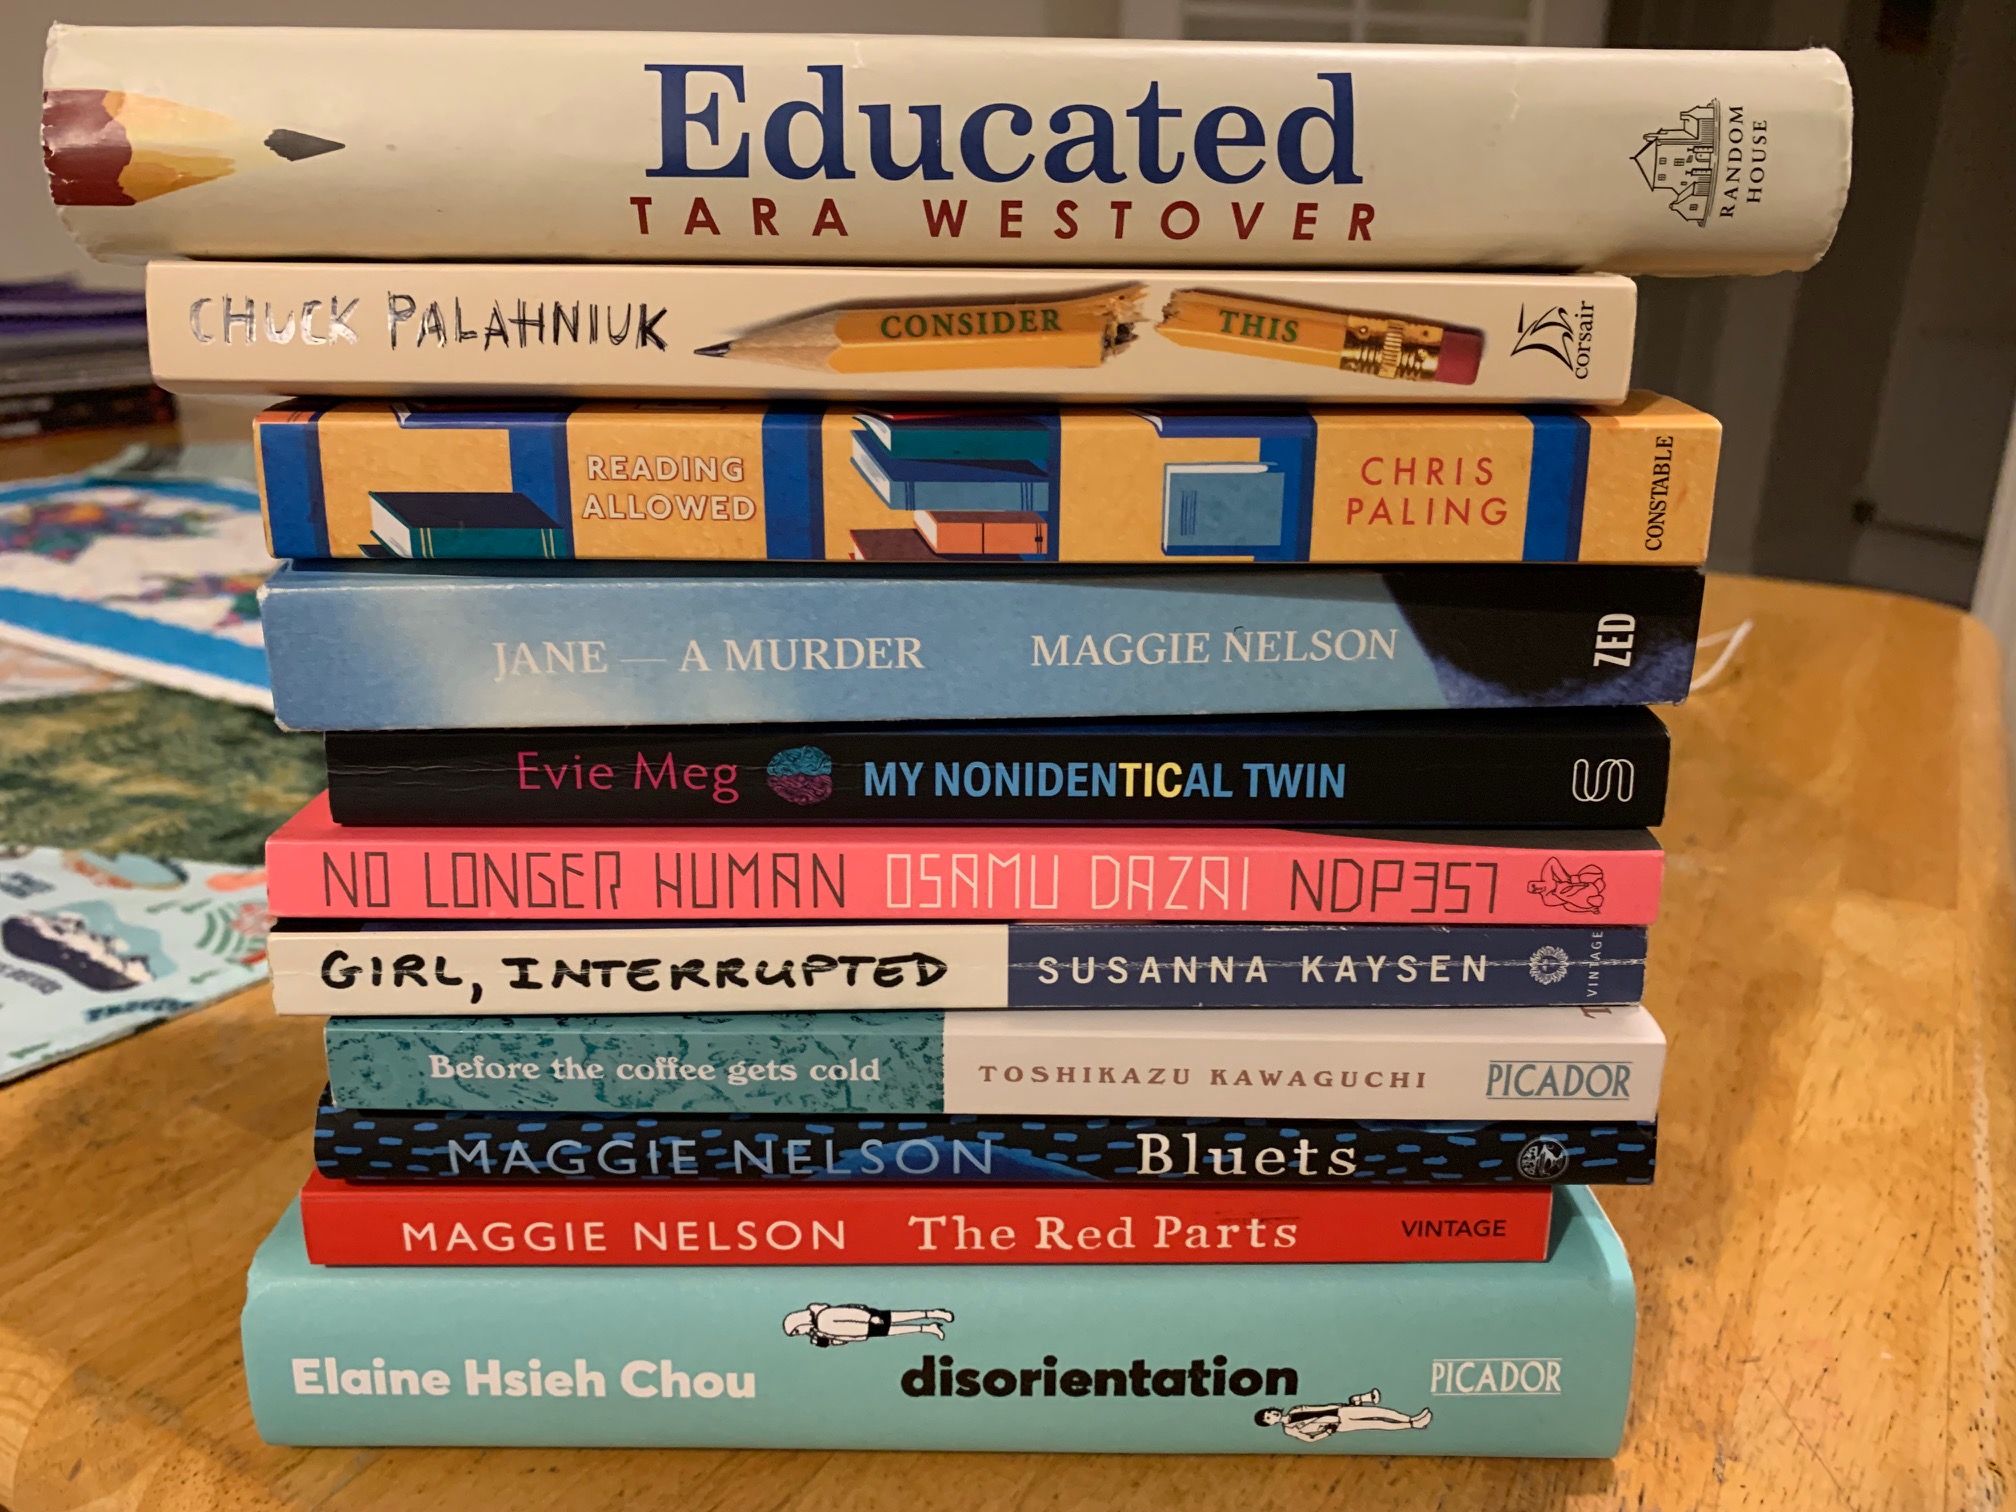 Educated
TARA WESTOVER
RANDOM
HOUSE
CHUCK PALAHNIUK
CONSIDER
THIS
corsair
READING
ALLOWED
CHRIS
PALING
CONSTABLE
JANE — A MURDER
MAGGIE NELSON
ZED
Evie Meg
MY NONIDENTICAL TWIN
NO LONGER HUMAN OSAMU DAZAI NDP357
GIRL, INTERRUPTED
SUSANNA KAYSEN
VINTAGE
Before the coffee gets cold
TOSHIKAZU KAWAGUCHI
PICADOR
MAGGIE NELSON
Bluets
MAGGIE NELSON
The Red Parts
VINTAGE
Elaine Hsieh Chou
disorientation
PICADOR